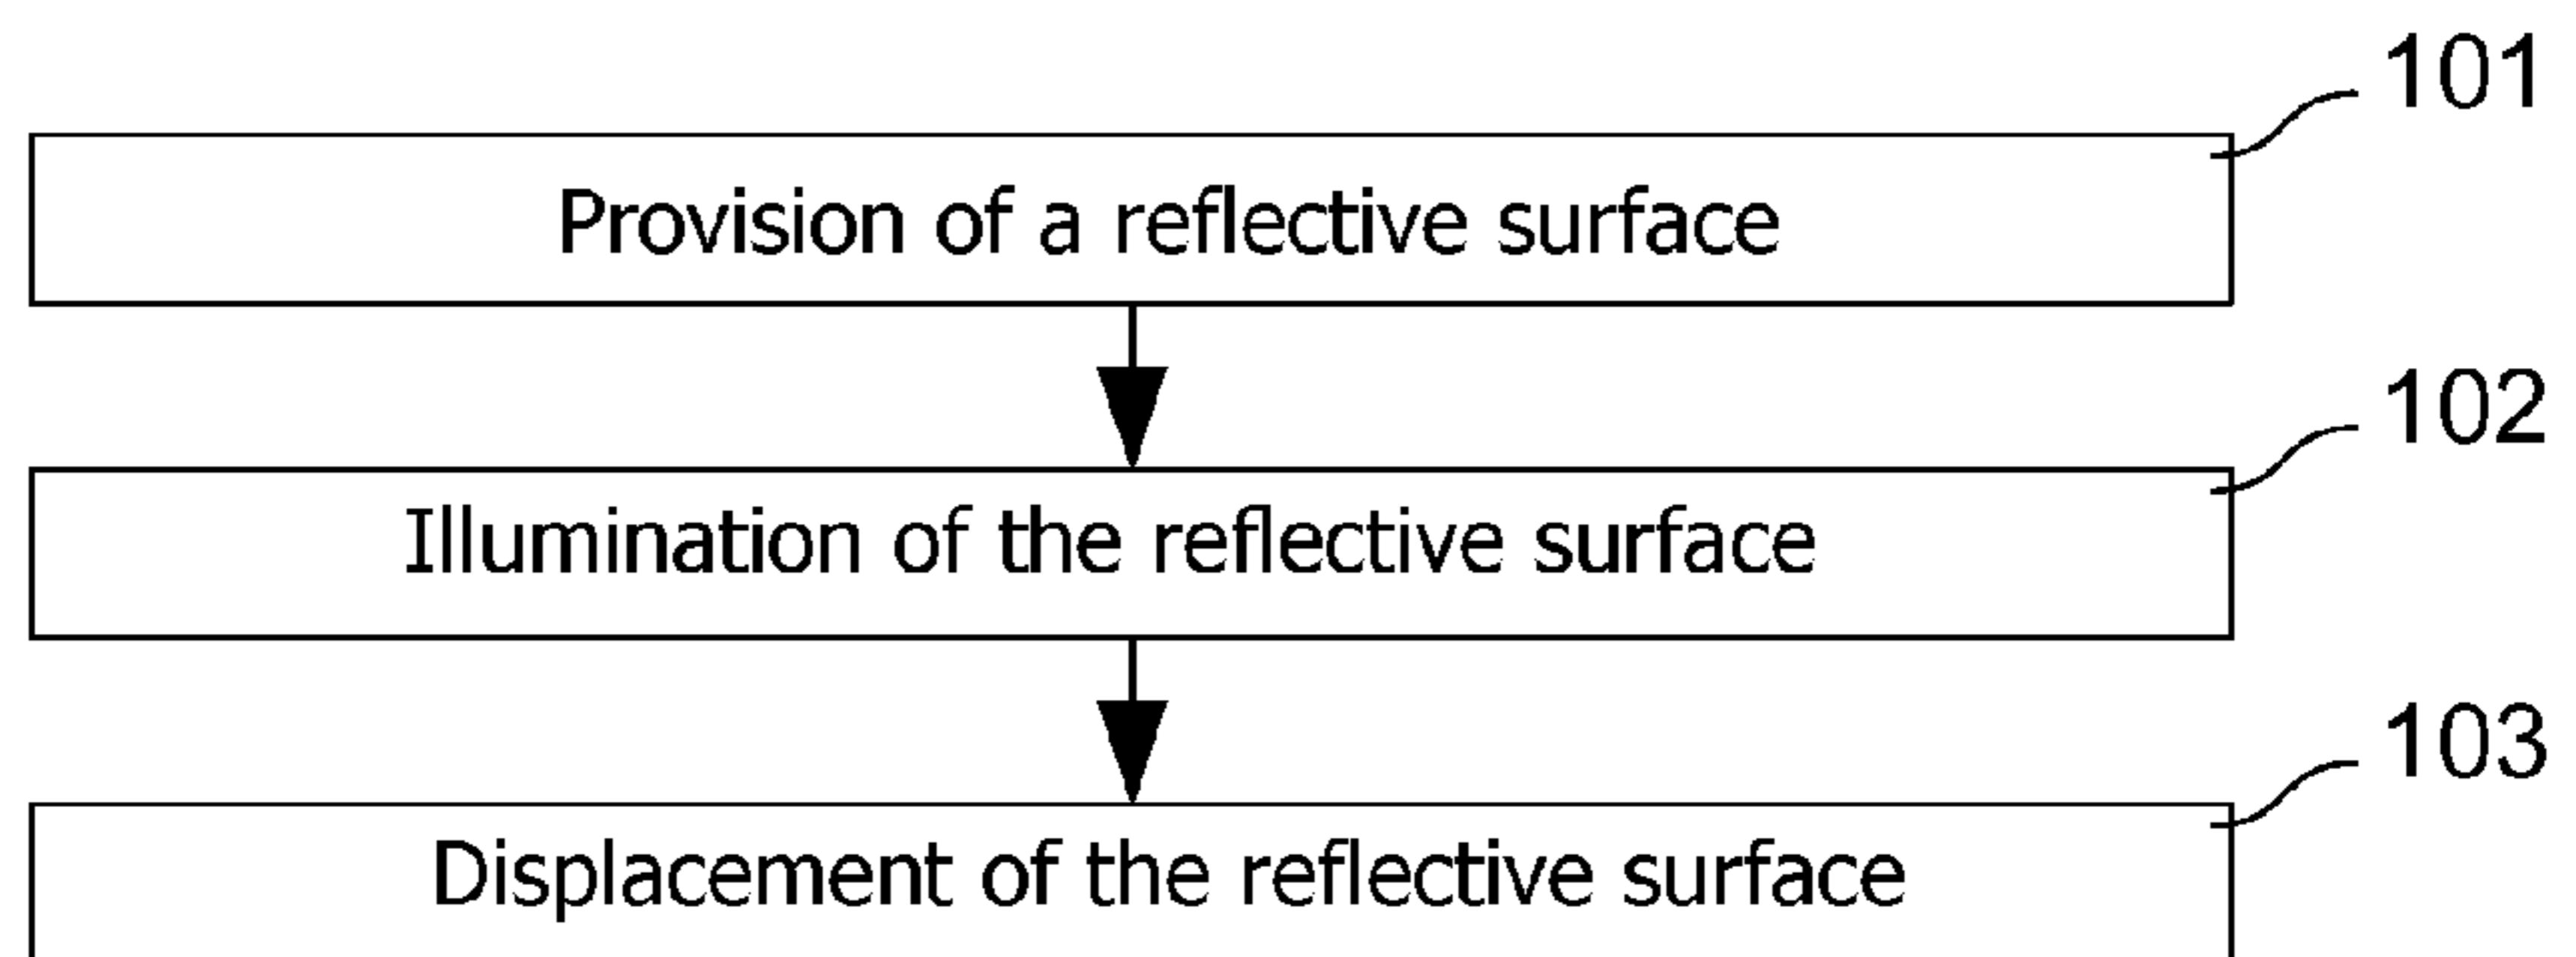 101
Provision of a reflective surface
102
Illumination of the reflective surface
103
Displacement of the reflective surface